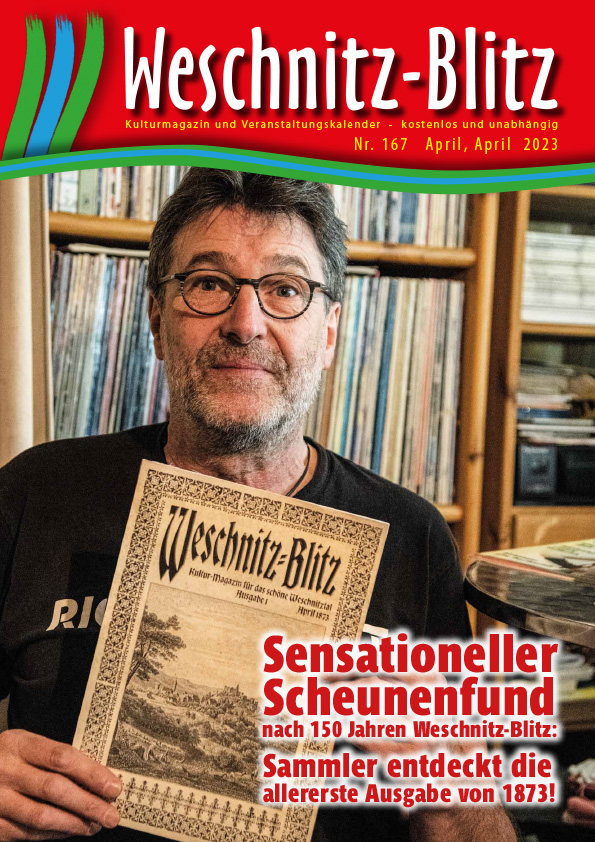 Weschnitz-Blitz
Kulturmagazin und Veranstaltungskalender - kostenlos und unabhängig
Nr. 167 April, April 2023
Weschnitz=Blitz
Kultur-Magazin für das schöne Weschnitztal
Ausgabe 1 April 1873
RIC
Sensationeller
Scheunenfund
nach 150 Jahren Weschnitz-Blitz:
Sammler entdeckt die
allererste Ausgabe von 1873!